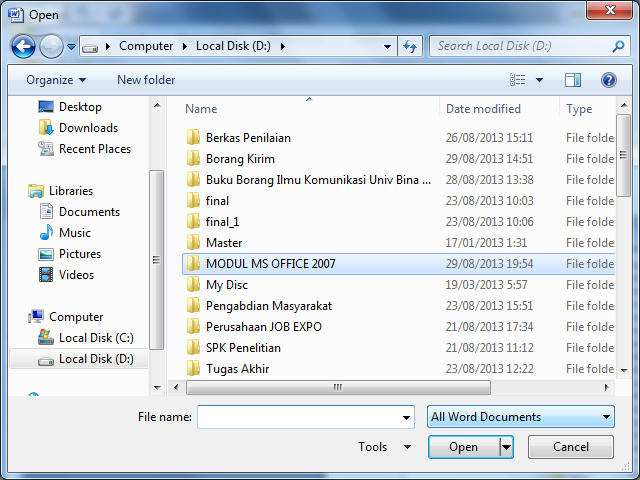 Open
Computer Local Disk (D:) Search Local Disk (D:)
Organize New folder
Desktop
Downloads
Recent Places
Libraries
Documents
Music
Pictures
Videos
Computer
Local Disk (C:)
Local Disk (D:)
Name Date modified Type
Berkas Penilaian 26/08/2013 15:11 File folde
Borang Kirim 29/08/2013 14:51 File folde
Buku Borang Ilmu Komunikasi Univ Bina ... 28/08/2013 13:38 File folde
final 23/08/2013 10:03 File folde
final_1 23/08/2013 10:06 File folde
Master 17/01/2013 1:31 File folde
MODUL MS OFFICE 2007 29/08/2013 19:54 File folde
My Disc 19/03/2013 5:57 File folde
Pengabdian Masyarakat 23/08/2013 15:51 File folde
Perusahaan JOB EXPO 21/08/2013 17:34 File folde
SPK Penelitian 21/08/2013 11:12 File folde
Tugas Akhir 23/08/2013 12:22 File folde
File name: All Word Documents
Tools Open Cancel